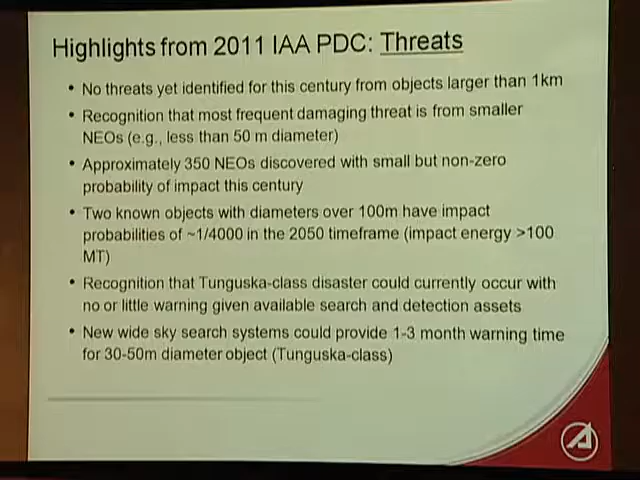 Highlights from 2011 IAA PDC: Threats
• No threats yet identified for this century from objects larger than 1km
• Recognition that most frequent damaging threat is from smaller
NEOs (e.g., less than 50 m diameter)
• Approximately 350 NEOs discovered with small but non-zero
probability of impact this century
• Two known objects with diameters over 100m have impact
probabilities of ~1/4000 in the 2050 timeframe (impact energy >100
MT)
• Recognition that Tunguska-class disaster could currently occur with
no or little warning given available search and detection assets
• New wide sky search systems could provide 1-3 month warning time
for 30-50m diameter object (Tunguska-class)